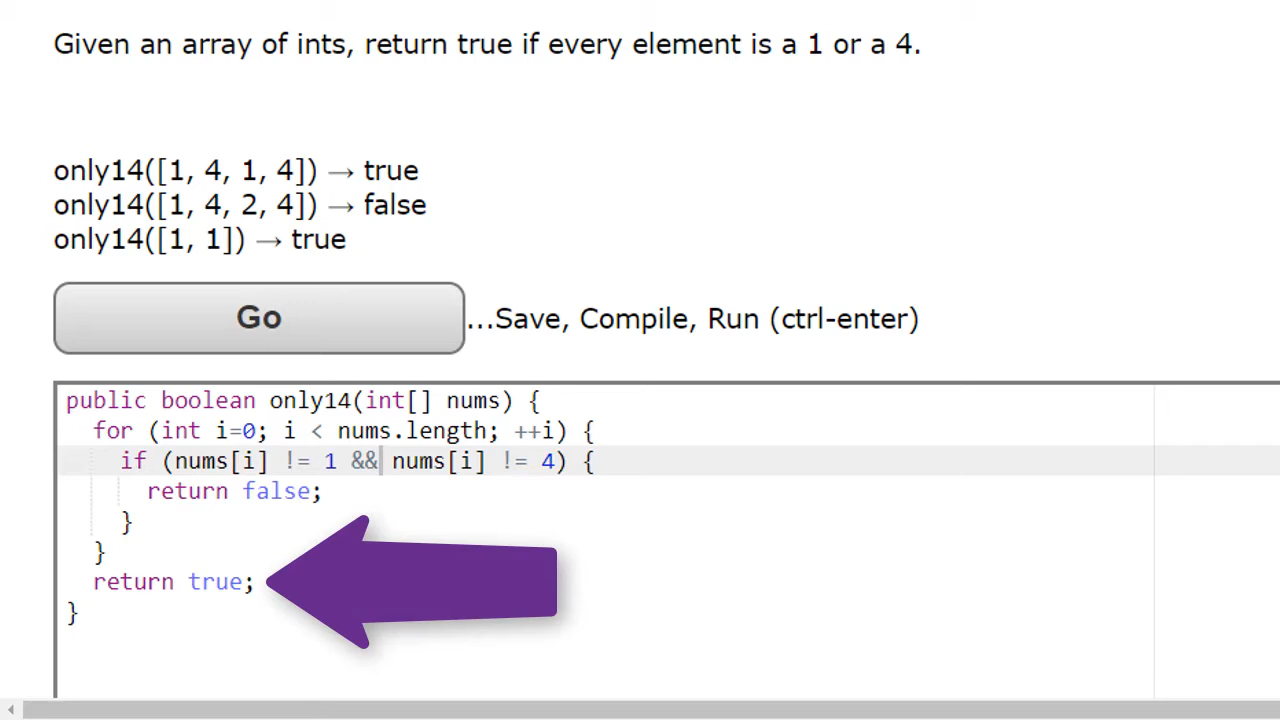 Given an array of ints, return true if every element is a 1 or a 4.
only14([1, 4, 1, 4]) → true
only14([1, 4, 2, 4]) → false
only14([1, 1]) → true
Go
...Save, Compile, Run (ctrl-enter)
public boolean only14(int[] nums) {
  for (int i=0; i < nums.length; ++i) {
    if (nums[i] != 1 && nums[i] != 4) {
      return false;
    }
  }
  return true;
}